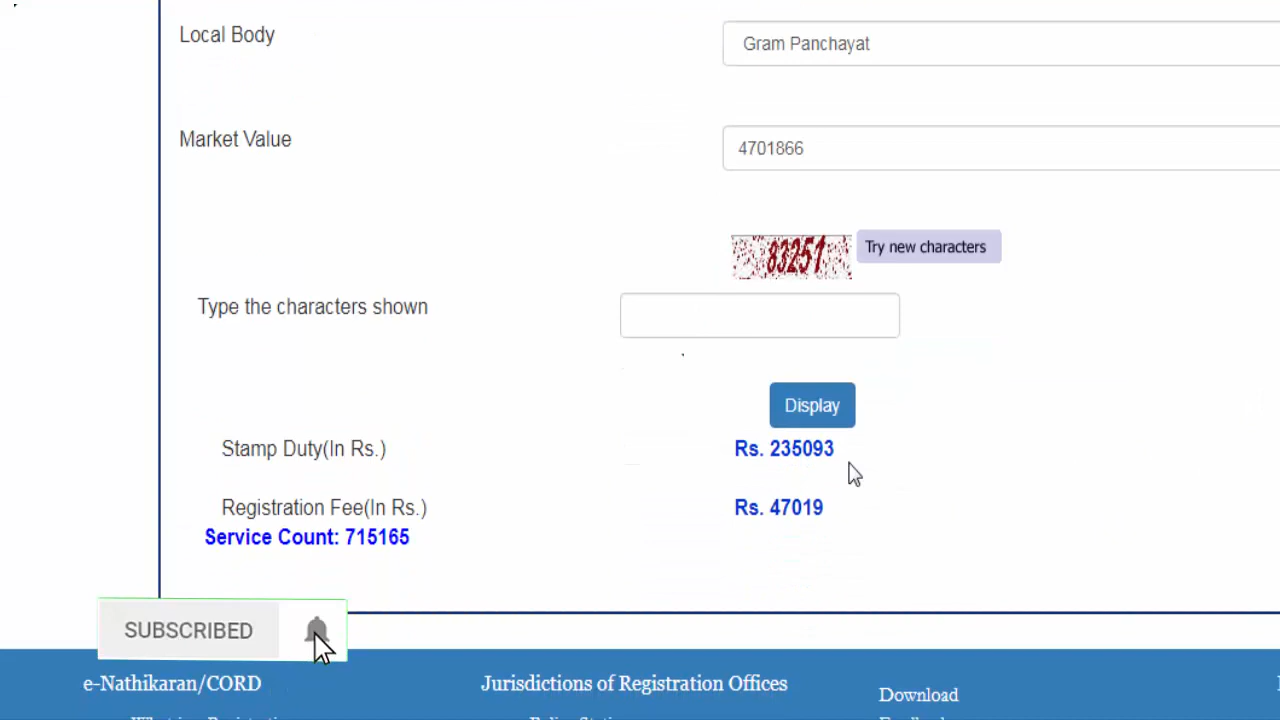 Local Body
Gram Panchayat
Market Value
4701866
83251
Try new characters
Type the characters shown
Display
Stamp Duty(In Rs.)
Rs. 235093
Registration Fee(In Rs.)
Rs. 47019
Service Count: 715165
SUBSCRIBED
e-Nathikaran/CORD
Jurisdictions of Registration Offices
Download